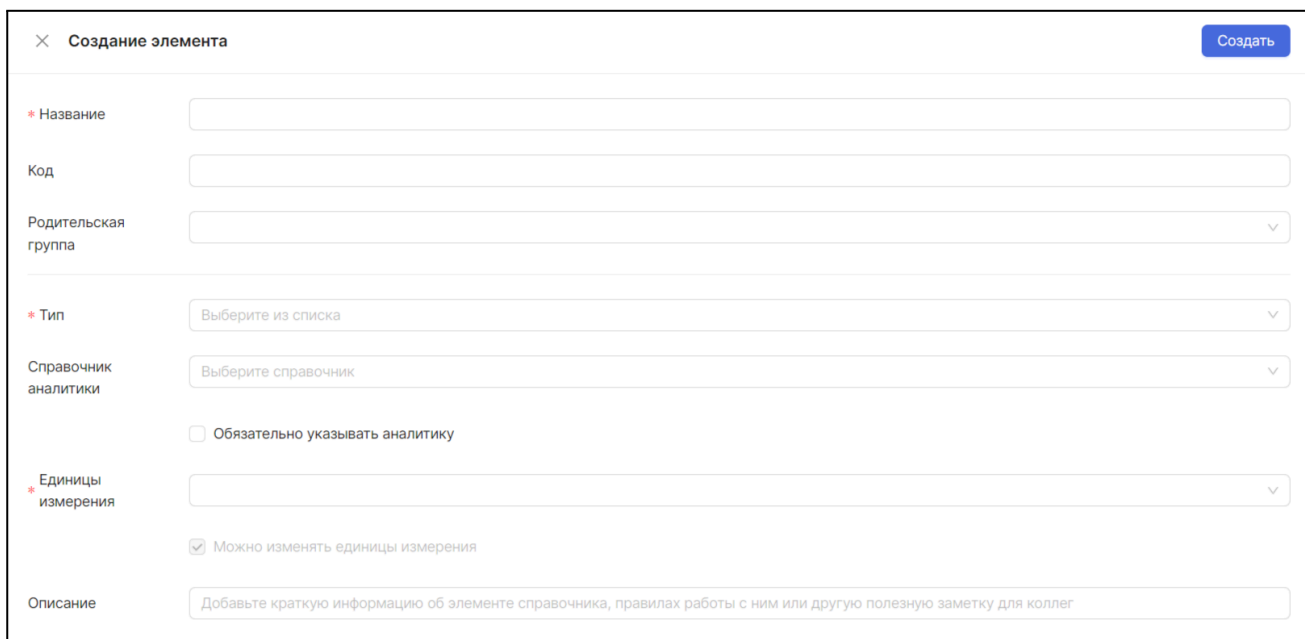 Создание элемента
Создать
* Название
Код
Родительская
группа
* Тип
Выберите из списка
Справочник
аналитики
Выберите справочник
Обязательно указывать аналитику
* Единицы
измерения
Можно изменять единицы измерения
Описание
Добавьте краткую информацию об элементе справочника, правилах работы с ним или другую полезную заметку для коллег